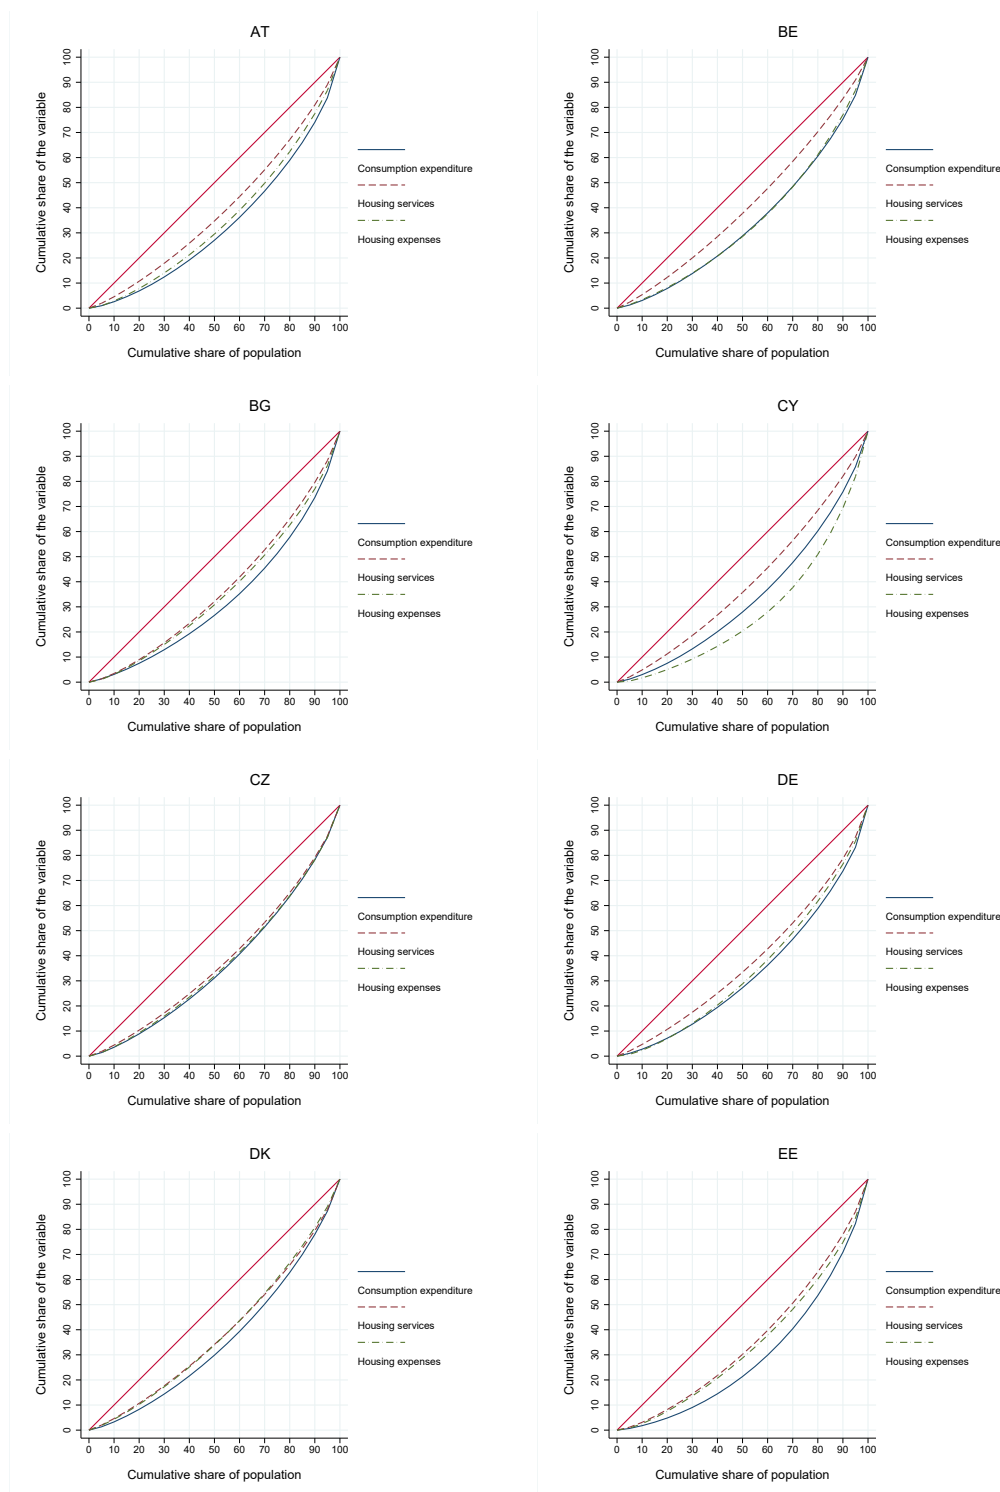 AT
Cumulative share of the variable
0 10 20 30 40 50 60 70 80 90 100
0 10 20 30 40 50 60 70 80 90 100
Cumulative share of population
Consumption expenditure
Housing services
Housing expenses
BE
Cumulative share of the variable
0 10 20 30 40 50 60 70 80 90 100
0 10 20 30 40 50 60 70 80 90 100
Cumulative share of population
Consumption expenditure
Housing services
Housing expenses
BG
Cumulative share of the variable
0 10 20 30 40 50 60 70 80 90 100
0 10 20 30 40 50 60 70 80 90 100
Cumulative share of population
Consumption expenditure
Housing services
Housing expenses
CY
Cumulative share of the variable
0 10 20 30 40 50 60 70 80 90 100
0 10 20 30 40 50 60 70 80 90 100
Cumulative share of population
Consumption expenditure
Housing services
Housing expenses
CZ
Cumulative share of the variable
0 10 20 30 40 50 60 70 80 90 100
0 10 20 30 40 50 60 70 80 90 100
Cumulative share of population
Consumption expenditure
Housing services
Housing expenses
DE
Cumulative share of the variable
0 10 20 30 40 50 60 70 80 90 100
0 10 20 30 40 50 60 70 80 90 100
Cumulative share of population
Consumption expenditure
Housing services
Housing expenses
DK
Cumulative share of the variable
0 10 20 30 40 50 60 70 80 90 100
0 10 20 30 40 50 60 70 80 90 100
Cumulative share of population
Consumption expenditure
Housing services
Housing expenses
EE
Cumulative share of the variable
0 10 20 30 40 50 60 70 80 90 100
0 10 20 30 40 50 60 70 80 90 100
Cumulative share of population
Consumption expenditure
Housing services
Housing expenses